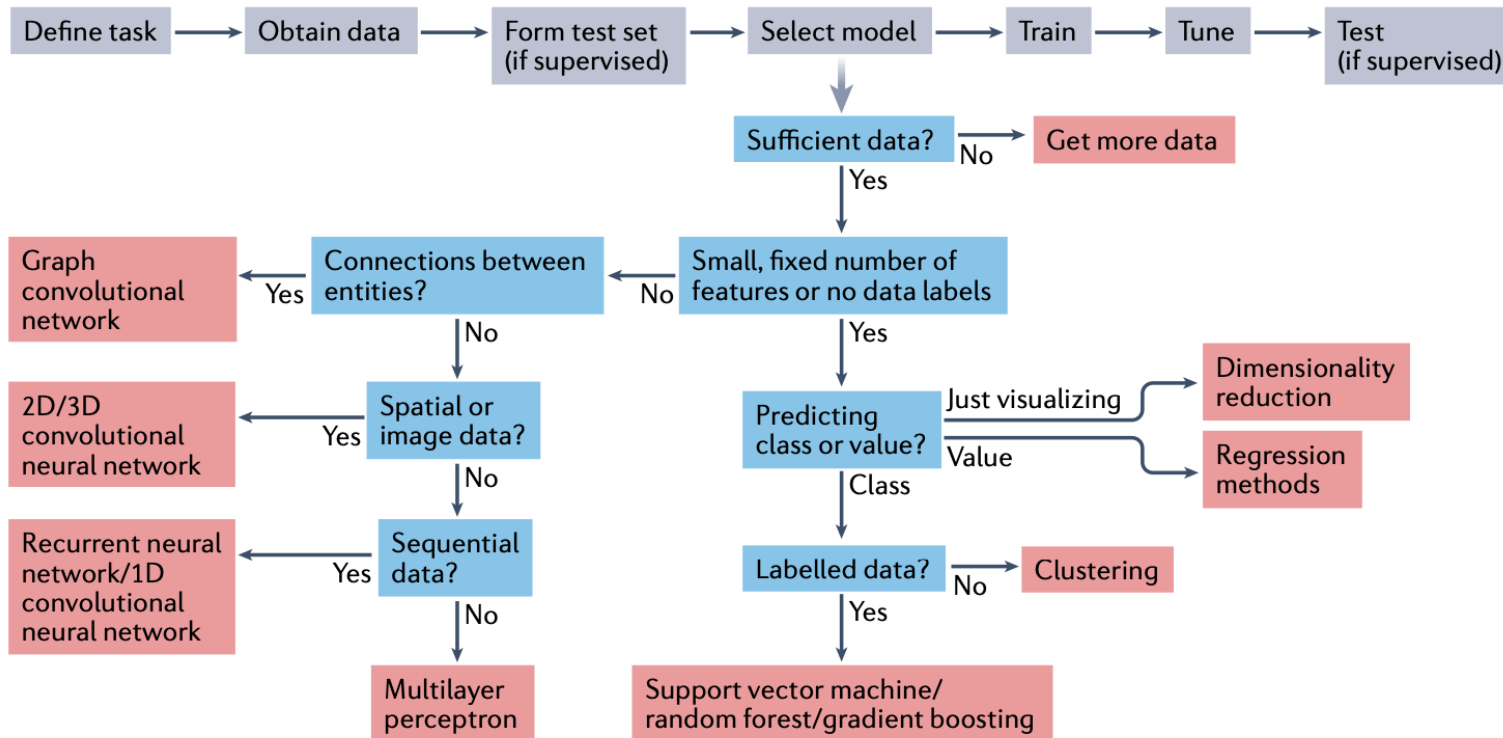 Define task
Obtain data
Form test set
(if supervised)
Select model
Train
Tune
Test
(if supervised)
Sufficient data?
No
Get more data
Yes
Graph
convolutional
network
Yes
Connections between
entities?
No
Small, fixed number of
features or no data labels
No
Yes
2D/3D
convolutional
neural network
Yes
Spatial or
image data?
No
Predicting
class or value?
Just visualizing
Dimensionality
reduction
Value
Regression
methods
Class
Recurrent neural
network/1D
convolutional
neural network
Yes
Sequential
data?
No
Labelled data?
No
Clustering
Yes
Multilayer
perceptron
Support vector machine/
random forest/gradient boosting